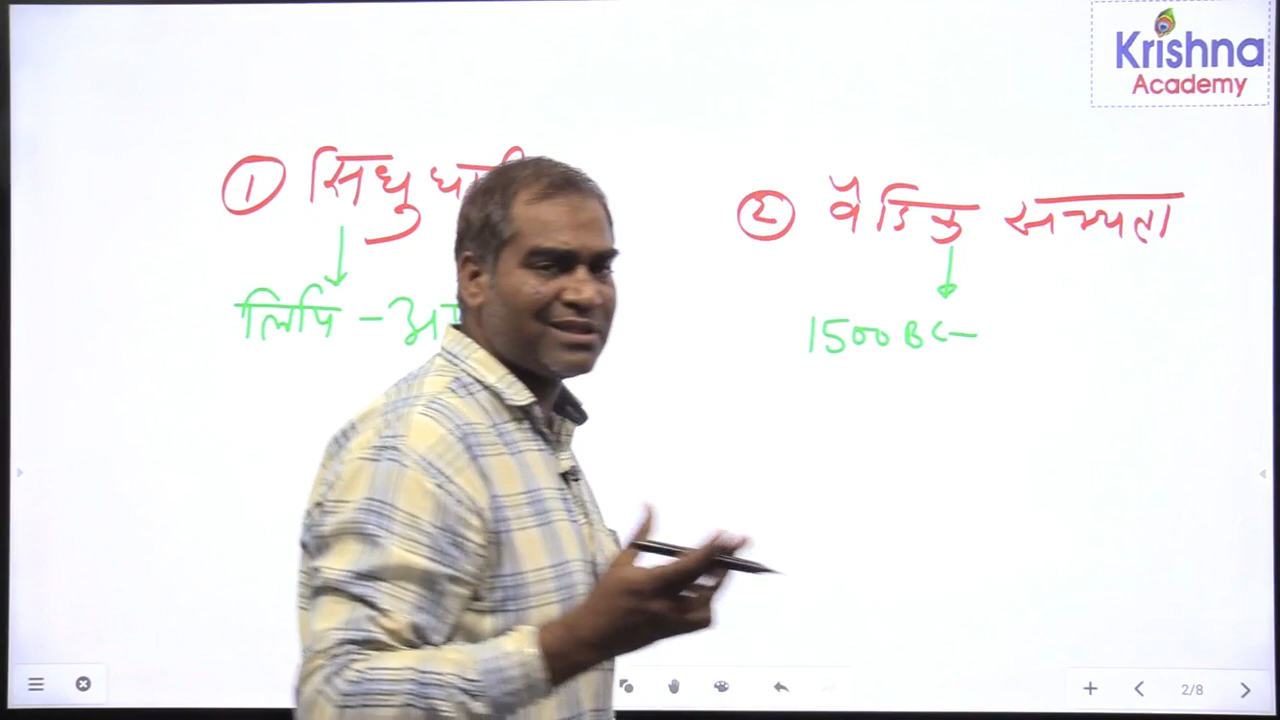 Krishna
Academy
① सिंधु
② वैदिक सभ्यता
लिपि -
1500 BC-
2/8